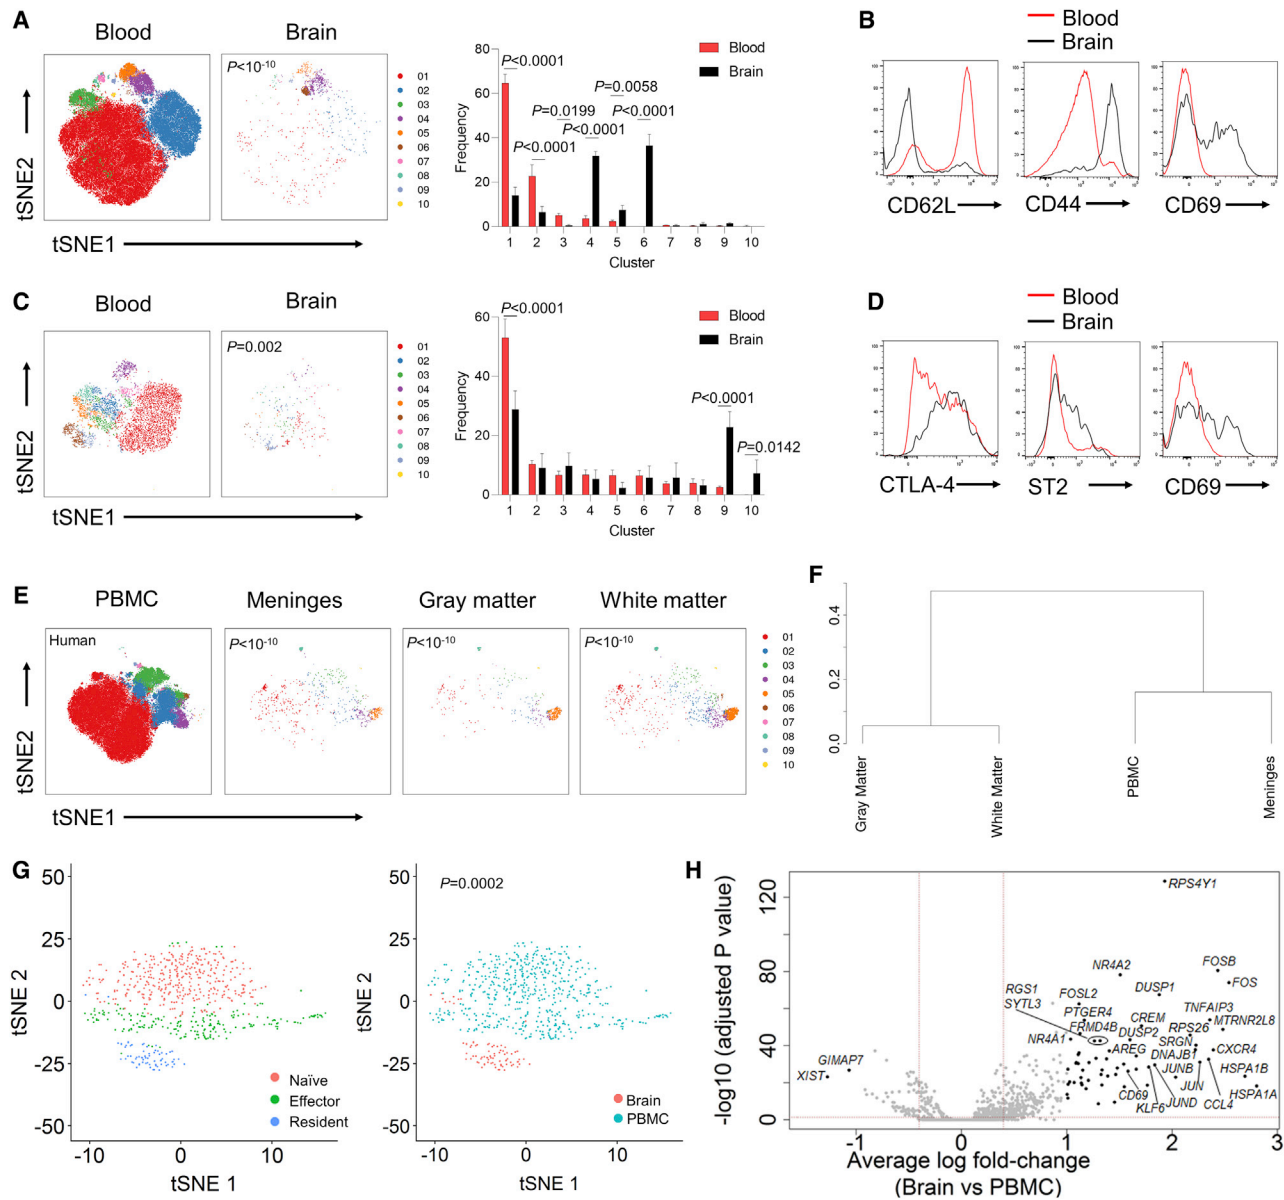 A
Blood
Brain
P<10-10
tSNE2
tSNE1
01
02
03
04
05
06
07
08
09
10
Frequency
80
60
40
20
0
P<0.0001
P<0.0001
P=0.0199
P<0.0001
P=0.0058
P<0.0001
Blood
Brain
1 2 3 4 5 6 7 8 9 10
Cluster
B
Blood
Brain
CD62L
CD44
CD69
C
Blood
Brain
P=0.002
tSNE2
tSNE1
01
02
03
04
05
06
07
08
09
10
Frequency
60
40
20
0
P<0.0001
P<0.0001
P=0.0142
Blood
Brain
1 2 3 4 5 6 7 8 9 10
Cluster
D
Blood
Brain
CTLA-4
ST2
CD69
E
PBMC
Meninges
Gray matter
White matter
Human
P<10-10
P<10-10
P<10-10
tSNE2
tSNE1
01
02
03
04
05
06
07
08
09
10
F
0.4
0.2
0.0
Gray Matter
White Matter
PBMC
Meninges
G
50
25
0
-25
-50
tSNE 2
-10 0 10
tSNE 1
Naïve
Effector
Resident
P=0.0002
50
25
0
-25
-50
tSNE 2
-10 0 10
tSNE 1
Brain
PBMC
H
-log10 (adjusted P value)
120
80
40
0
RPS4Y1
FOSB
NR4A2
FOS
DUSP1
RGS1
SYTL3
FOSL2
TNFAIP3
PTGER4
CREM
MTRNR2L8
FRMD4B
RPS26
DUSP2
NR4A1
SRGN
AREG
DNAJB1
CXCR4
GIMAP7
XIST
JUNB
HSPA1B
CD69
JUN
HSPA1A
KLF6
JUND
CCL4
-1 0 1 2 3
Average log fold-change
(Brain vs PBMC)